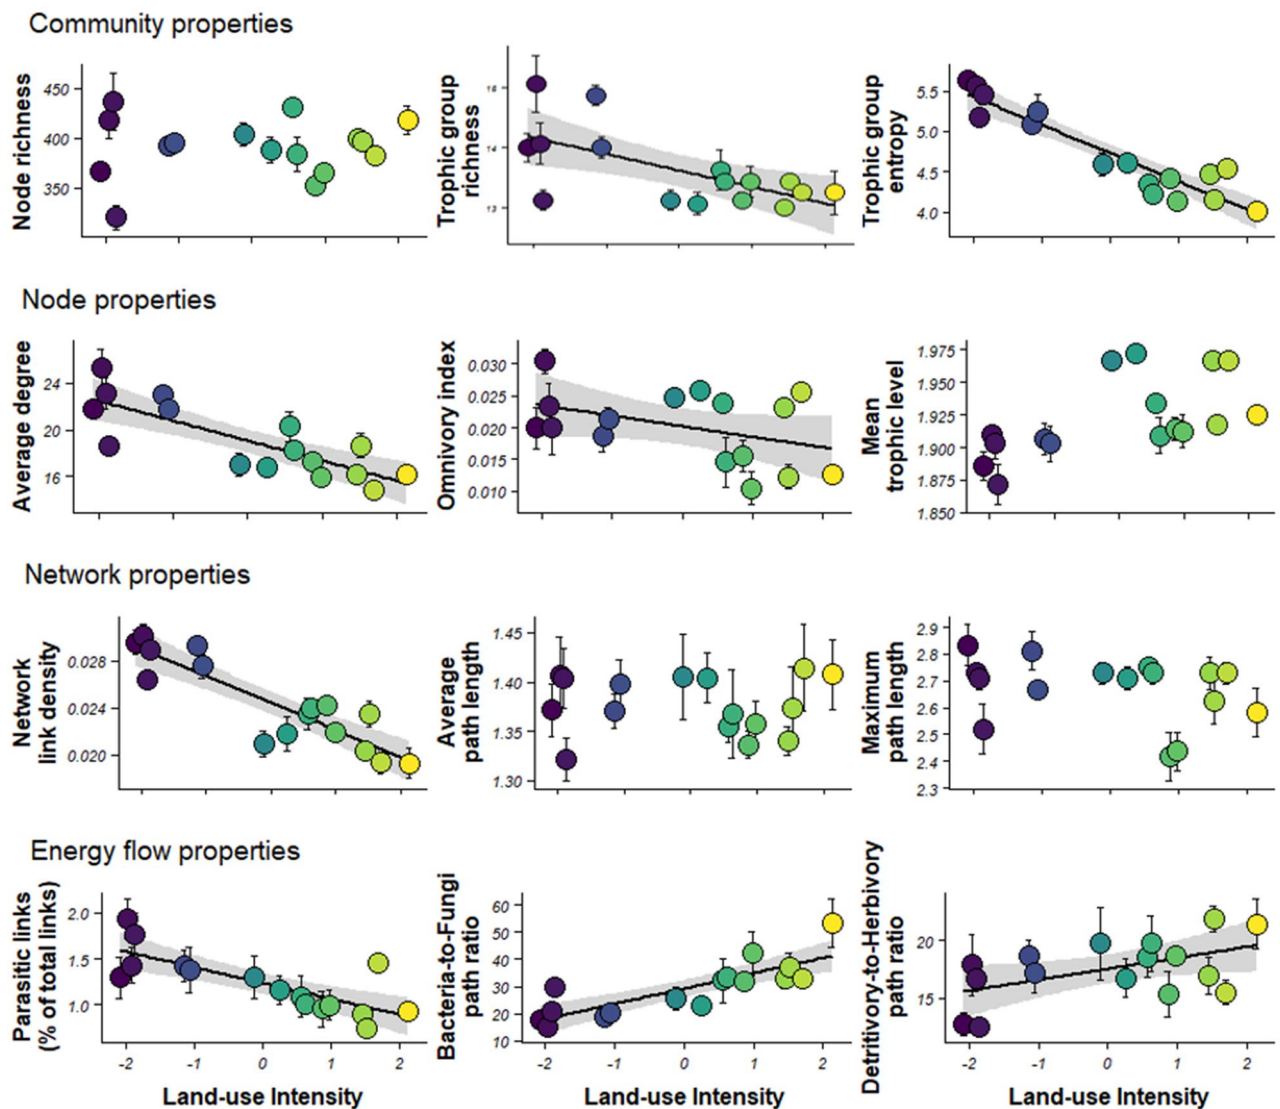 Community properties
Node richness
450
400
350
Trophic group
richness
14
13
Trophic group
entropy
5.5
5.0
4.5
4.0
Node properties
Average degree
24
20
16
Omnivory index
0.030
0.025
0.020
0.015
0.010
Mean
trophic level
1.975
1.950
1.925
1.900
1.875
1.850
Network properties
Network
link density
0.028
0.024
0.020
Average
path length
1.45
1.40
1.35
1.30
Maximum
path length
2.9
2.8
2.7
2.6
2.5
2.4
2.3
Energy flow properties
Parasitic links
(% of total links)
2.0
1.5
1.0
-2 -1 0 1 2
Land-use Intensity
Bacteria-to-Fungi
path ratio
60
50
40
30
20
10
-2 -1 0 1 2
Land-use Intensity
Detritivory-to-Herbivory
path ratio
20
15
-2 -1 0 1 2
Land-use Intensity